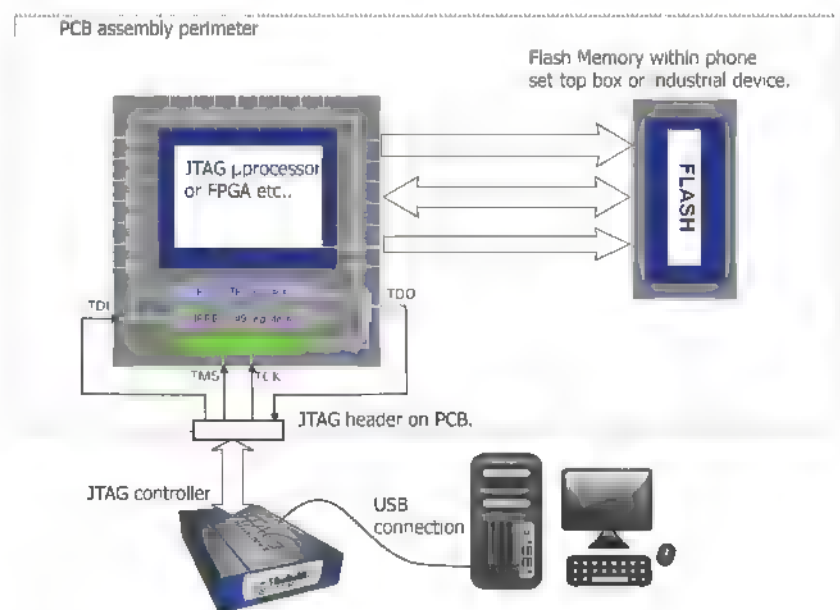 PCB assembly perimeter
Flash Memory within phone
set top box or industrial device.
JTAG µprocessor
or FPGA etc..
FLASH
TDI
TDO
TMS
TCK
JTAG header on PCB.
JTAG controller
USB
connection